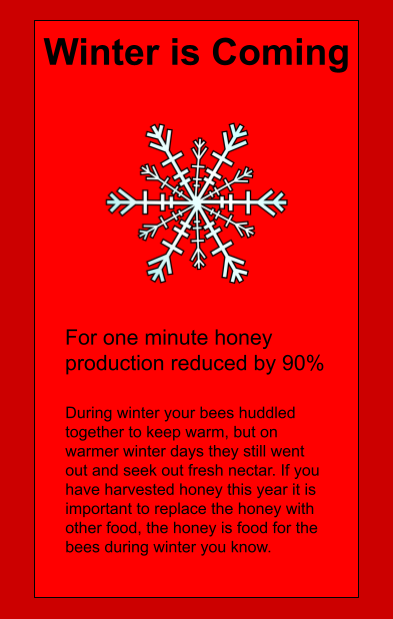 Winter is Coming
For one minute honey
production reduced by 90%
During winter your bees huddled
together to keep warm, but on
warmer winter days they still went
out and seek out fresh nectar. If you
have harvested honey this year it is
important to replace the honey with
other food, the honey is food for the
bees during winter you know.